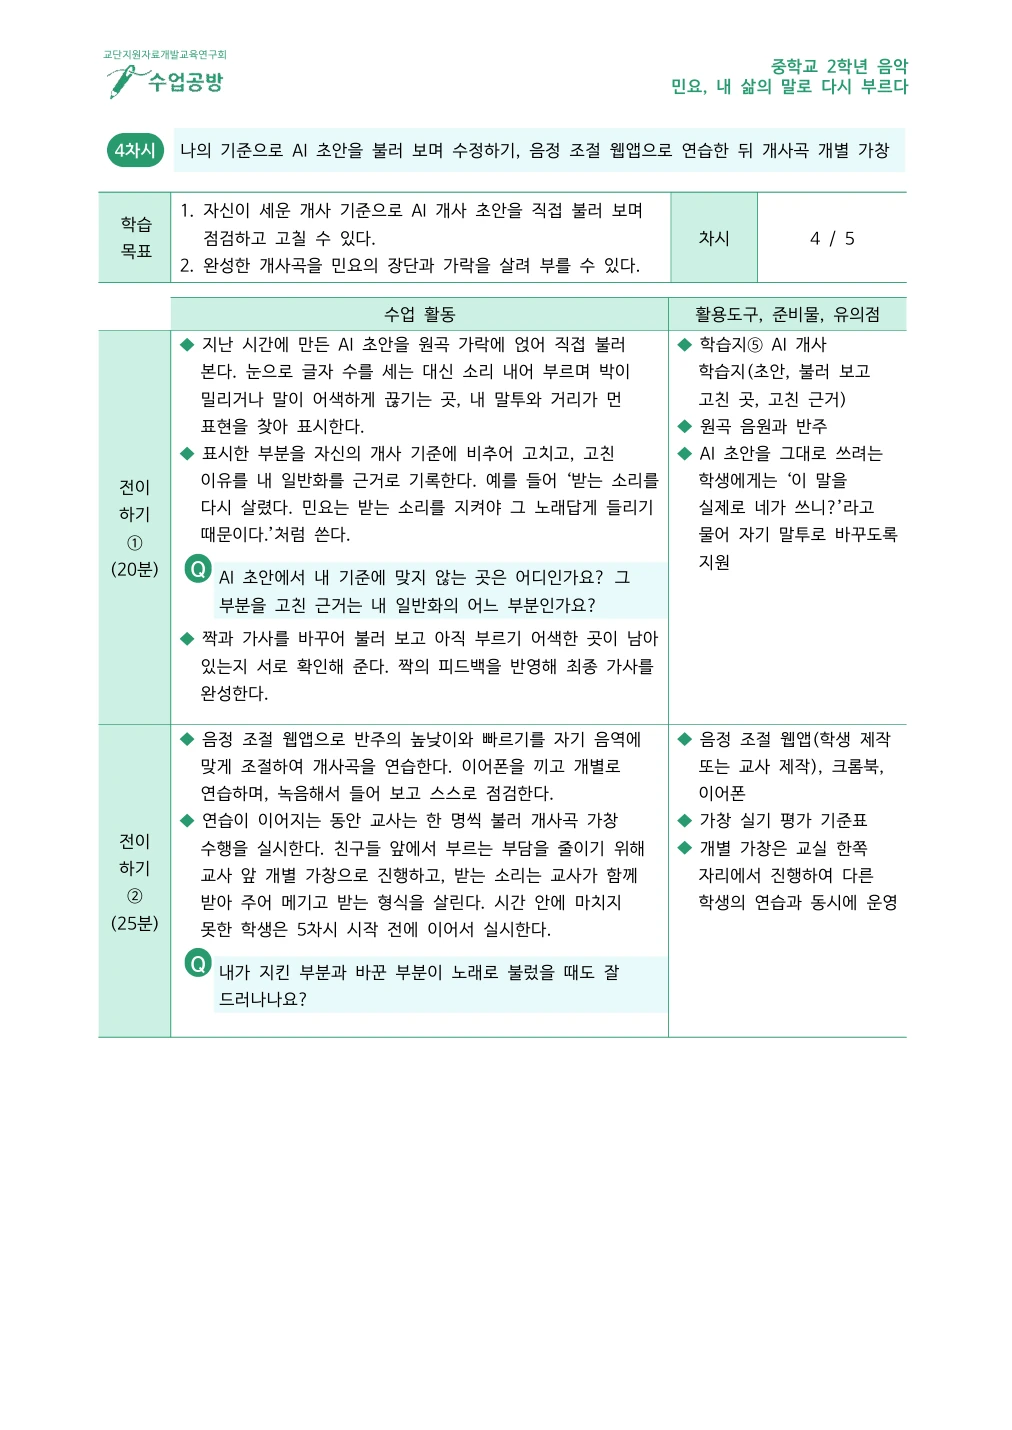 교단지원자료개발교육연구회
수업공방
중학교 2학년 음악
민요, 내 삶의 말로 다시 부르다
4차시
나의 기준으로 AI 초안을 불러 보며 수정하기, 음정 조절 웹앱으로 연습한 뒤 개사곡 개별 가창
학습
목표
1. 자신이 세운 개사 기준으로 AI 개사 초안을 직접 불러 보며
점검하고 고칠 수 있다.
2. 완성한 개사곡을 민요의 장단과 가락을 살려 부를 수 있다.
차시
4 / 5
수업 활동
활용도구, 준비물, 유의점
전이
하기
①
(20분)
◆ 지난 시간에 만든 AI 초안을 원곡 가락에 얹어 직접 불러
본다. 눈으로 글자 수를 세는 대신 소리 내어 부르며 박이
밀리거나 말이 어색하게 끊기는 곳, 내 말투와 거리가 먼
표현을 찾아 표시한다.
◆ 표시한 부분을 자신의 개사 기준에 비추어 고치고, 고친
이유를 내 일반화를 근거로 기록한다. 예를 들어 ‘받는 소리를
다시 살렸다. 민요는 받는 소리를 지켜야 그 노래답게 들리기
때문이다.’처럼 쓴다.
Q
AI 초안에서 내 기준에 맞지 않는 곳은 어디인가요? 그
부분을 고친 근거는 내 일반화의 어느 부분인가요?
◆ 짝과 가사를 바꾸어 불러 보고 아직 부르기 어색한 곳이 남아
있는지 서로 확인해 준다. 짝의 피드백을 반영해 최종 가사를
완성한다.
◆ 학습지⑤ AI 개사
학습지(초안, 불러 보고
고친 곳, 고친 근거)
◆ 원곡 음원과 반주
◆ AI 초안을 그대로 쓰려는
학생에게는 ‘이 말을
실제로 네가 쓰니?’라고
물어 자기 말투로 바꾸도록
지원
전이
하기
②
(25분)
◆ 음정 조절 웹앱으로 반주의 높낮이와 빠르기를 자기 음역에
맞게 조절하여 개사곡을 연습한다. 이어폰을 끼고 개별로
연습하며, 녹음해서 들어 보고 스스로 점검한다.
◆ 연습이 이어지는 동안 교사는 한 명씩 불러 개사곡 가창
수행을 실시한다. 친구들 앞에서 부르는 부담을 줄이기 위해
교사 앞 개별 가창으로 진행하고, 받는 소리는 교사가 함께
받아 주어 메기고 받는 형식을 살린다. 시간 안에 마치지
못한 학생은 5차시 시작 전에 이어서 실시한다.
Q
내가 지킨 부분과 바꾼 부분이 노래로 불렀을 때도 잘
드러나나요?
◆ 음정 조절 웹앱(학생 제작
또는 교사 제작), 크롬북,
이어폰
◆ 가창 실기 평가 기준표
◆ 개별 가창은 교실 한쪽
자리에서 진행하여 다른
학생의 연습과 동시에 운영